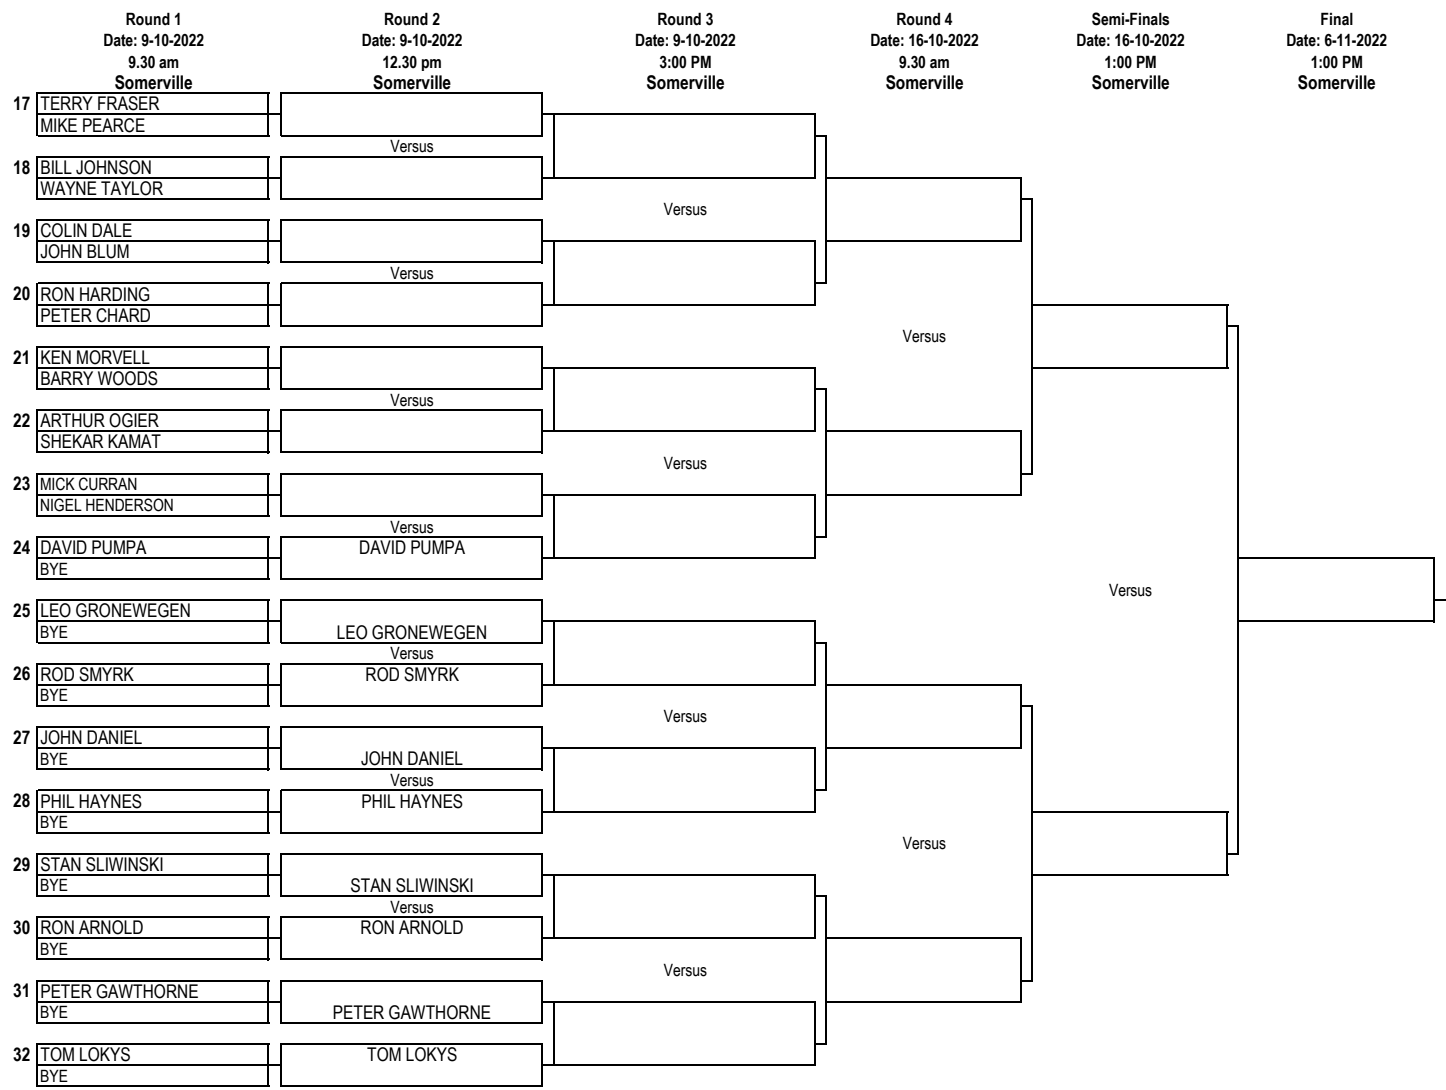 Round 1 Round 2 Round 3 Round 4 Semi-Finals Final
Date: 9-10-2022 Date: 9-10-2022 Date: 9-10-2022 Date: 16-10-2022 Date: 16-10-2022 Date: 6-11-2022
9.30 am 12.30 pm 3:00 PM 9.30 am 1:00 PM 1:00 PM
Somerville Somerville Somerville Somerville Somerville Somerville
17 TERRY FRASER
MIKE PEARCE
Versus
18 BILL JOHNSON
WAYNE TAYLOR
Versus
19 COLIN DALE
JOHN BLUM
Versus
20 RON HARDING
PETER CHARD
Versus
21 KEN MORVELL
BARRY WOODS
Versus
22 ARTHUR OGIER
SHEKAR KAMAT
Versus
23 MICK CURRAN
NIGEL HENDERSON
Versus
24 DAVID PUMPA DAVID PUMPA
BYE
Versus
25 LEO GRONEWEGEN
BYE LEO GRONEWEGEN
Versus
26 ROD SMYRK ROD SMYRK
BYE
Versus
27 JOHN DANIEL
BYE JOHN DANIEL
Versus
28 PHIL HAYNES PHIL HAYNES
BYE
Versus
29 STAN SLIWINSKI
BYE STAN SLIWINSKI
Versus
30 RON ARNOLD RON ARNOLD
BYE
Versus
31 PETER GAWTHORNE
BYE PETER GAWTHORNE
32 TOM LOKYS TOM LOKYS
BYE